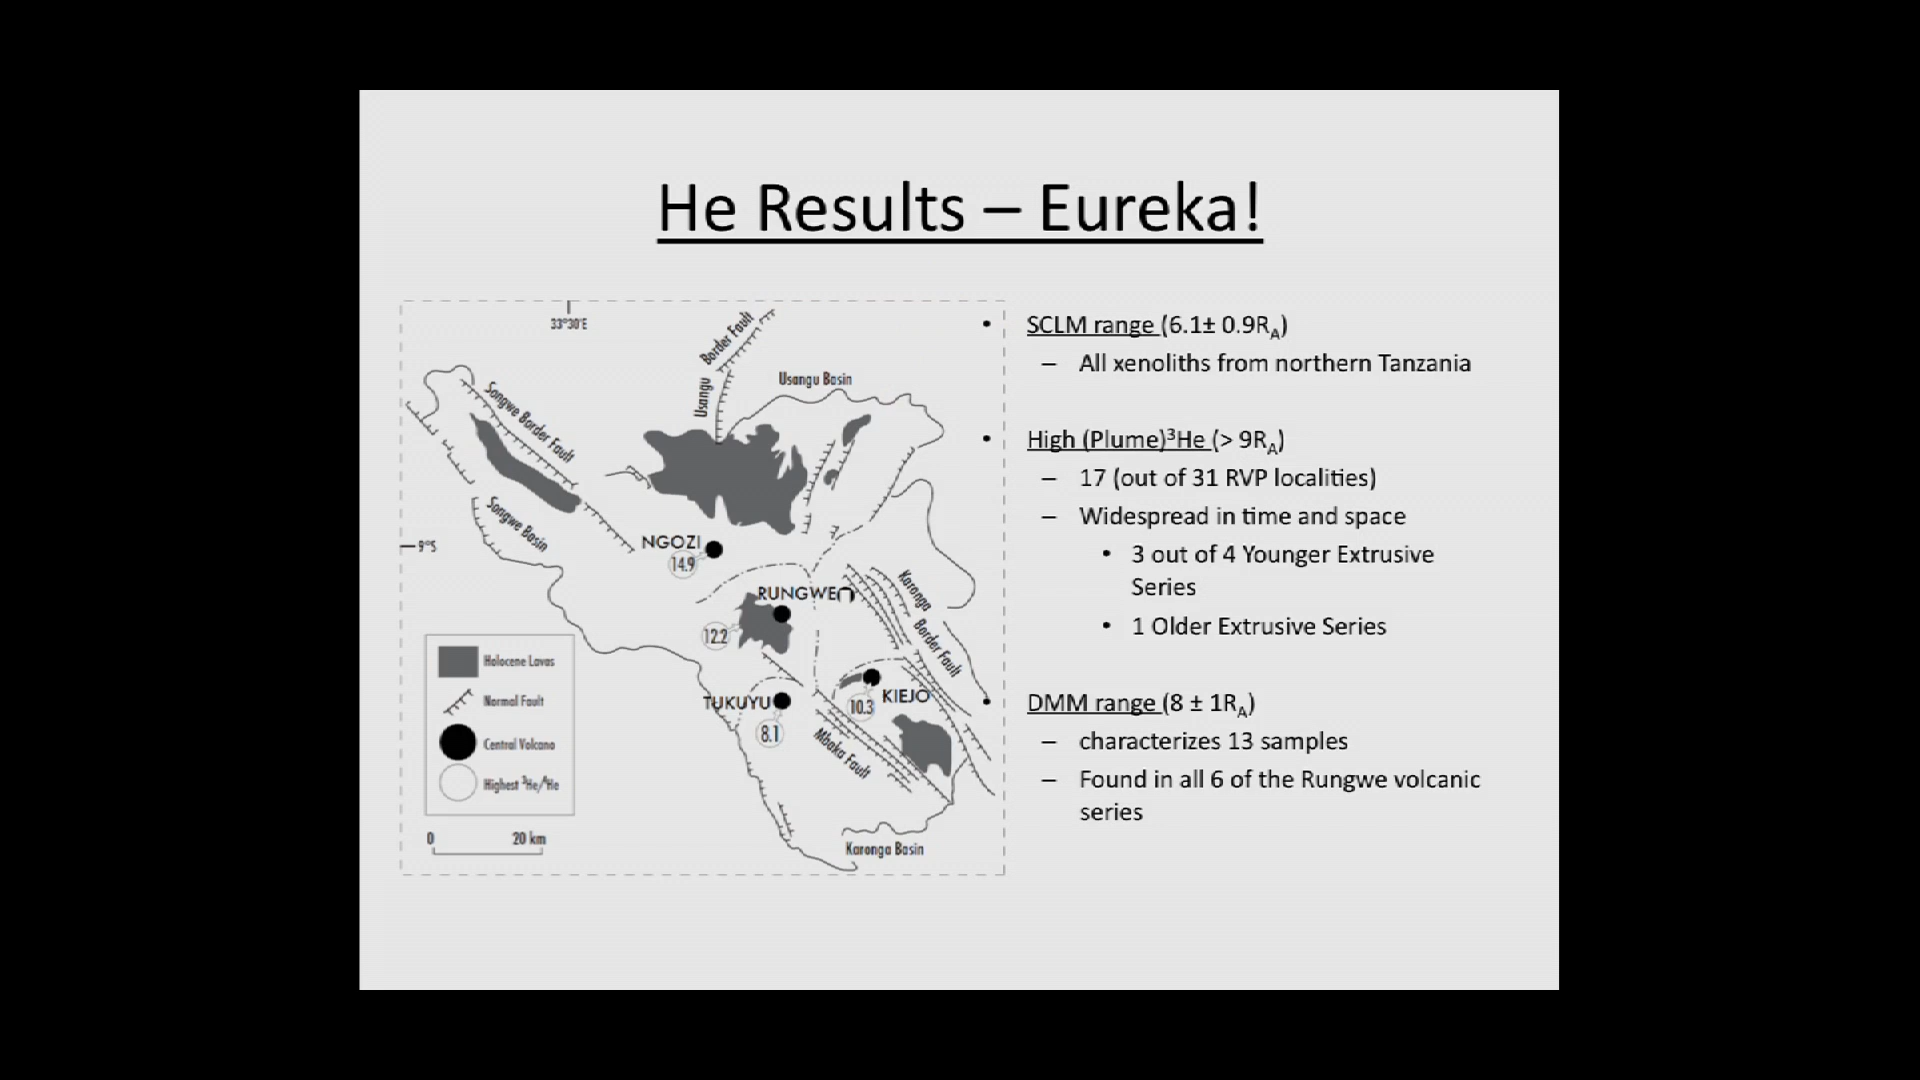 He Results – Eureka!
33°30'E
Border Fault
Usangu
Usangu Basin
Songwe Border Fault
Songwe Basin
9°S
NGOZI
14.9
RUNGWE
12.2
Karonga
Border Fault
TUKUYU
8.1
KIEJO
10.3
Mbaka Fault
Karonga Basin
Holocene Lavas
Normal Fault
Central Volcano
Highest ³He/⁴He
0 20 km
• SCLM range (6.1± 0.9R_A)
– All xenoliths from northern Tanzania
• High (Plume)³He (> 9R_A)
– 17 (out of 31 RVP localities)
– Widespread in time and space
• 3 out of 4 Younger Extrusive
Series
• 1 Older Extrusive Series
• DMM range (8 ± 1R_A)
– characterizes 13 samples
– Found in all 6 of the Rungwe volcanic
series